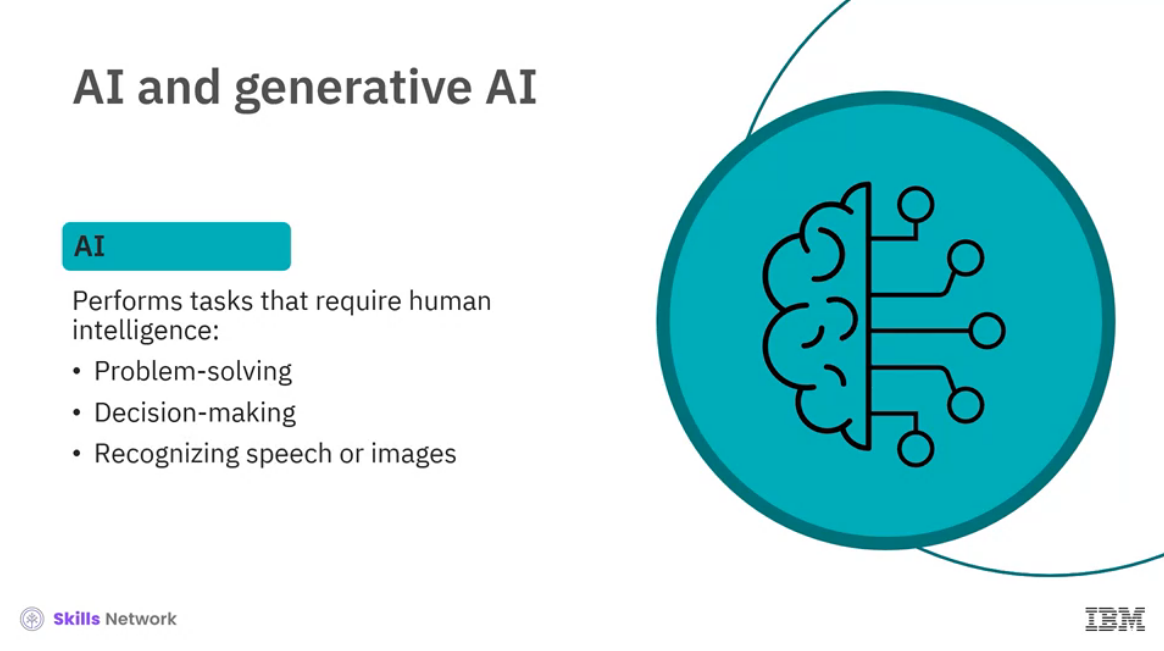 AI and generative AI
AI
Performs tasks that require human
intelligence:
• Problem-solving
• Decision-making
• Recognizing speech or images
Skills Network
IBM